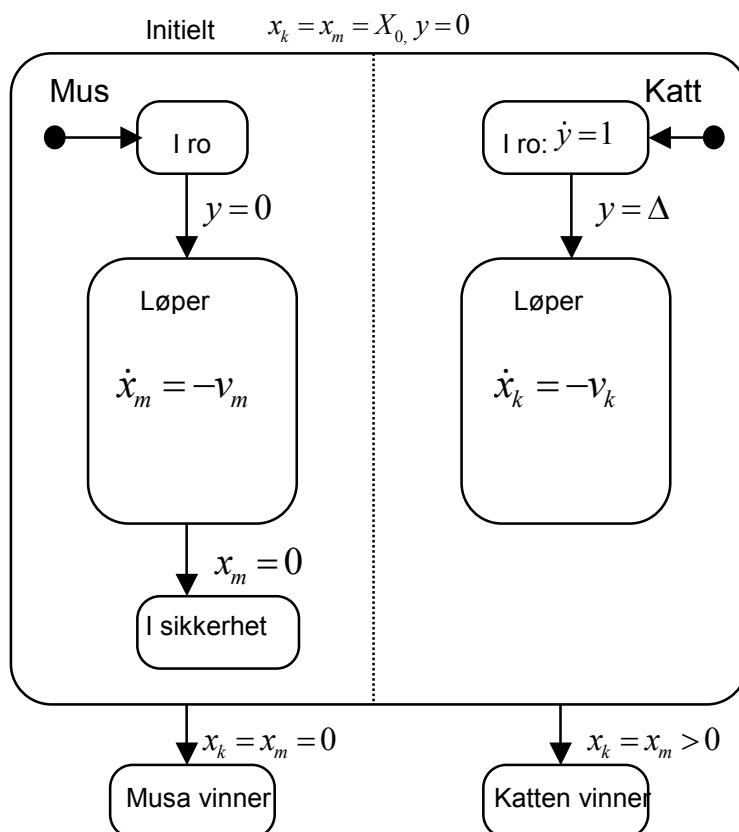 Initielt x_k = x_m = X_0, y = 0
Mus
Katt
I ro
I ro: ẏ = 1
y = 0
y = Δ
Løper
Løper
ẋ_m = −v_m
ẋ_k = −v_k
x_m = 0
I sikkerhet
x_k = x_m = 0
x_k = x_m > 0
Musa vinner
Katten vinner